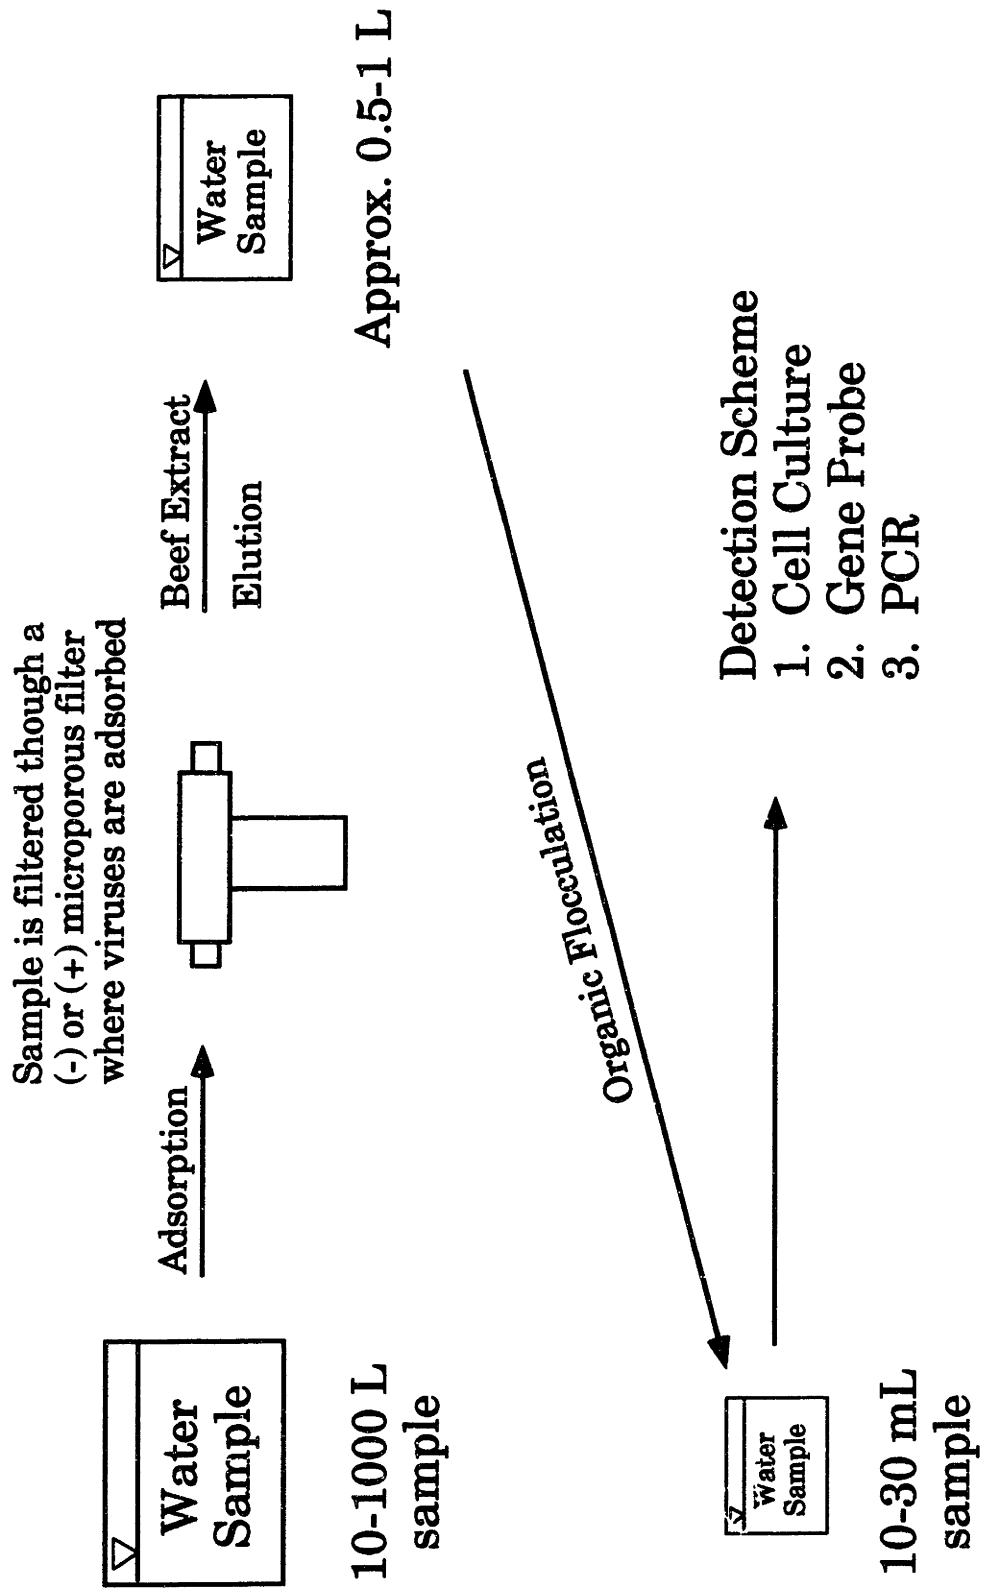 Sample is filtered though a
(-) or (+) microporous filter
where viruses are adsorbed
Water
Sample
10-1000 L
sample
Adsorption
Beef Extract
Elution
Water
Sample
Approx. 0.5-1 L
Organic Flocculation
Water
Sample
10-30 mL
sample
Detection Scheme
1. Cell Culture
2. Gene Probe
3. PCR